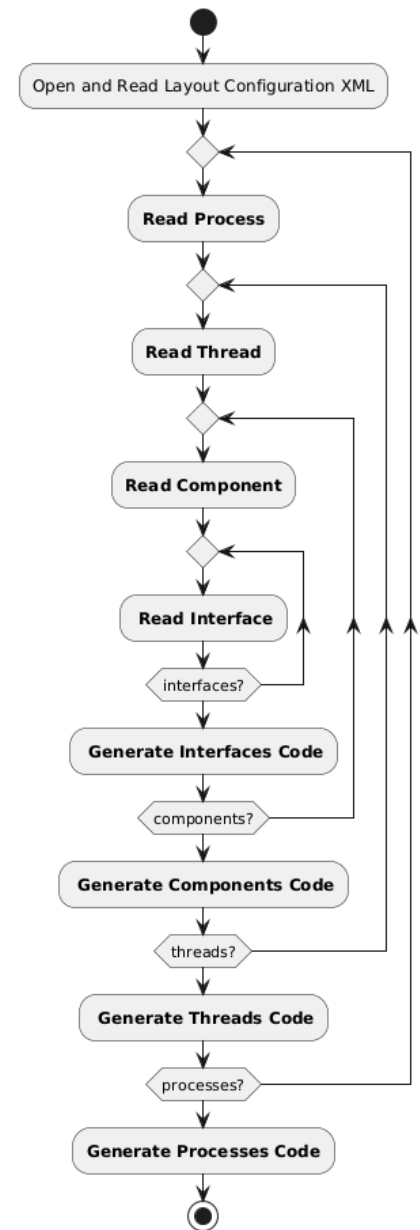 Open and Read Layout Configuration XML
Read Process
Read Thread
Read Component
Read Interface
interfaces?
Generate Interfaces Code
components?
Generate Components Code
threads?
Generate Threads Code
processes?
Generate Processes Code